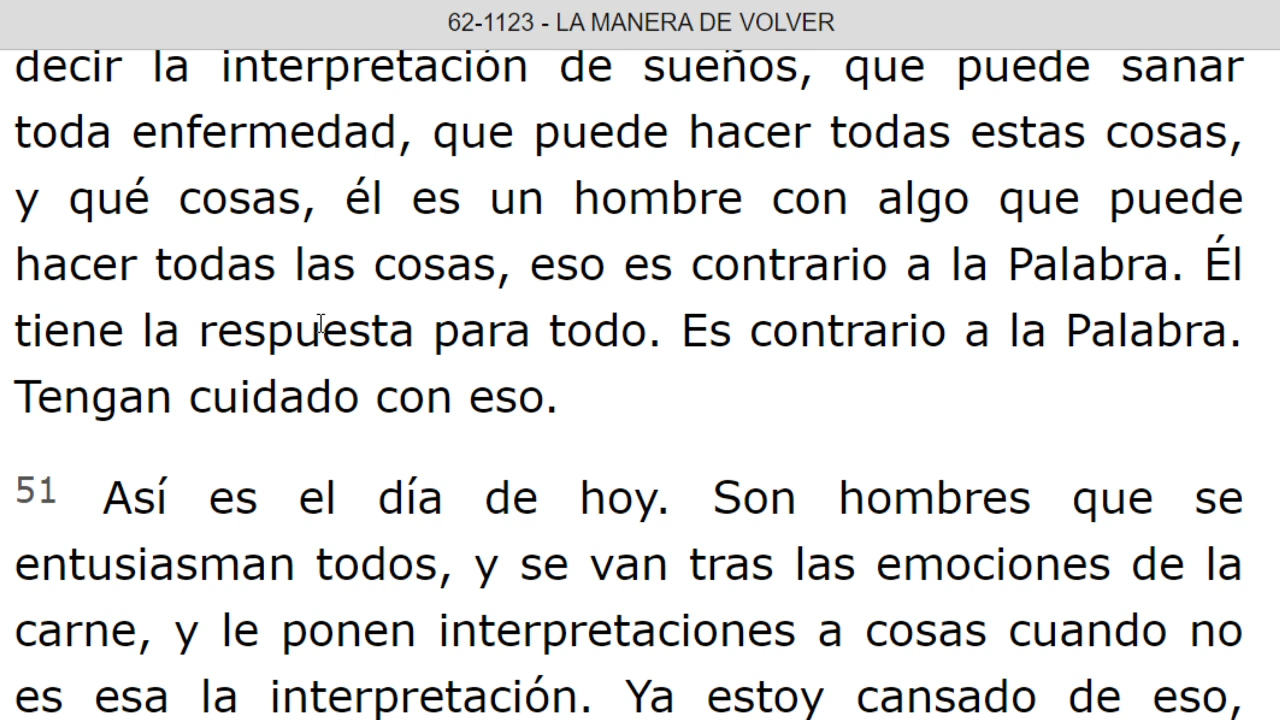 62-1123 - LA MANERA DE VOLVER
decir la interpretación de sueños, que puede sanar
toda enfermedad, que puede hacer todas estas cosas,
y qué cosas, él es un hombre con algo que puede
hacer todas las cosas, eso es contrario a la Palabra. Él
tiene la respuesta para todo. Es contrario a la Palabra.
Tengan cuidado con eso.
51 Así es el día de hoy. Son hombres que se
entusiasman todos, y se van tras las emociones de la
carne, y le ponen interpretaciones a cosas cuando no
es esa la interpretación. Ya estoy cansado de eso,